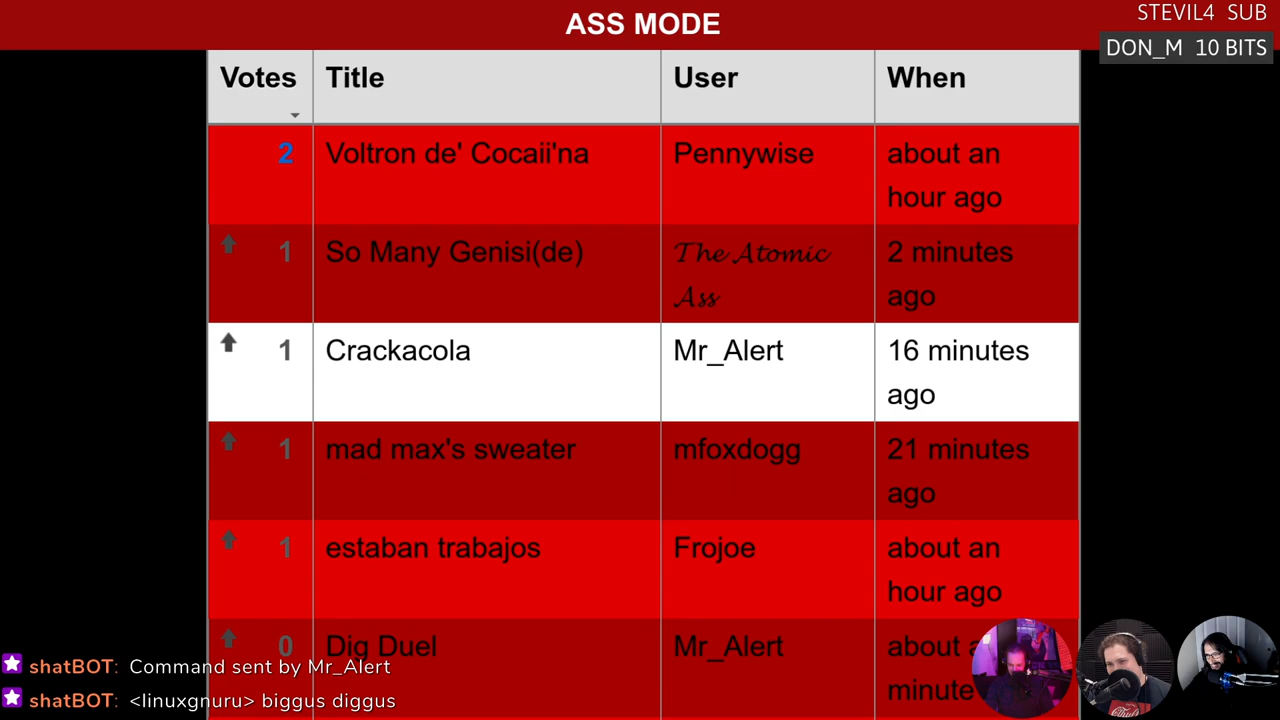 ASS MODE
STEVIL4 SUB
DON_M 10 BITS
Votes Title User When
2 Voltron de' Cocaii'na Pennywise about an
hour ago
1 So Many Genisi(de) 𝓣𝓱𝓮 𝓐𝓽𝓸𝓶𝓲𝓬 2 minutes
𝓐𝓼𝓼 ago
1 Crackacola Mr_Alert 16 minutes
ago
1 mad max's sweater mfoxdogg 21 minutes
ago
1 estaban trabajos Frojoe about an
hour ago
0 Dig Duel Mr_Alert about
minute
shatBOT: Command sent by Mr_Alert
shatBOT: <linuxgnuru> biggus diggus